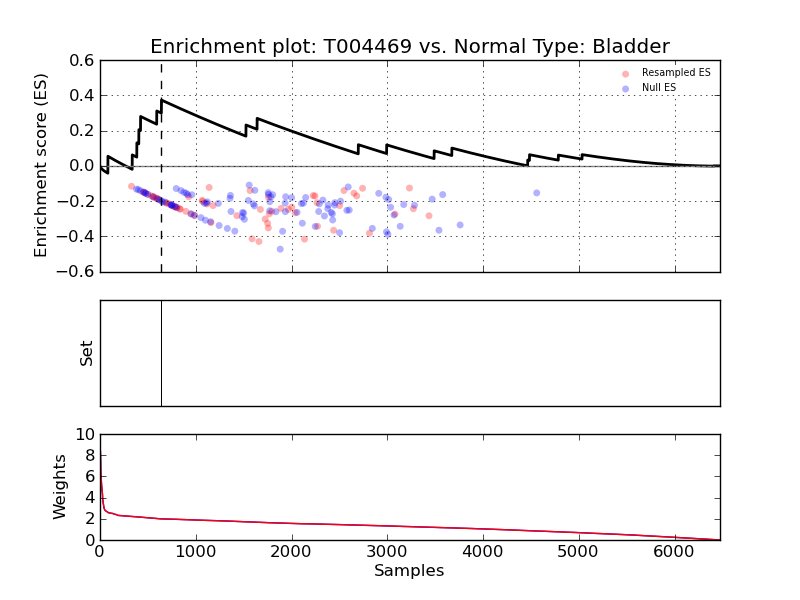 Enrichment plot: T004469 vs. Normal Type: Bladder
Enrichment score (ES)
0.6
0.4
0.2
0.0
−0.2
−0.4
−0.6
Resampled ES
Null ES
Set
Weights
10
8
6
4
2
0
0 1000 2000 3000 4000 5000 6000
Samples